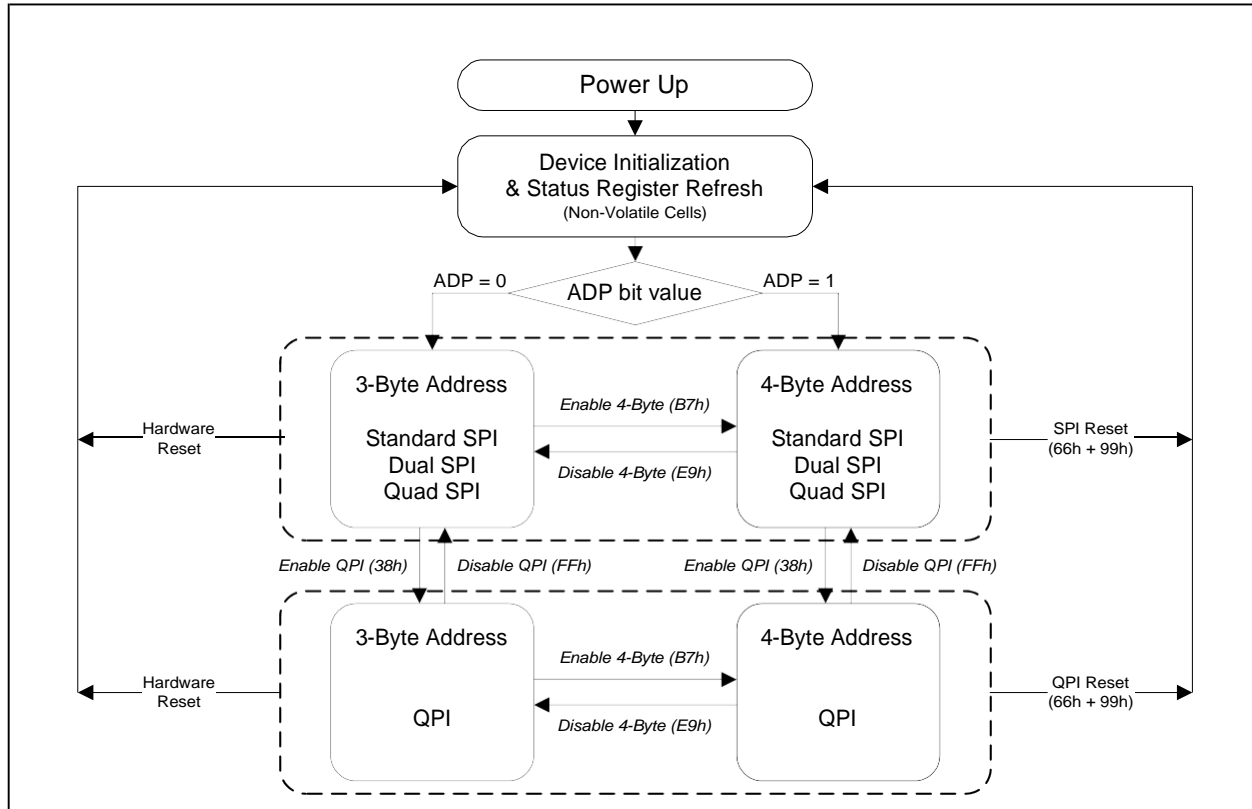 Power Up
Device Initialization
& Status Register Refresh
(Non-Volatile Cells)
ADP = 0
ADP bit value
ADP = 1
3-Byte Address
Standard SPI
Dual SPI
Quad SPI
Enable 4-Byte (B7h)
Disable 4-Byte (E9h)
4-Byte Address
Standard SPI
Dual SPI
Quad SPI
Hardware
Reset
SPI Reset
(66h + 99h)
Enable QPI (38h)
Disable QPI (FFh)
Enable QPI (38h)
Disable QPI (FFh)
3-Byte Address
QPI
Enable 4-Byte (B7h)
Disable 4-Byte (E9h)
4-Byte Address
QPI
Hardware
Reset
QPI Reset
(66h + 99h)